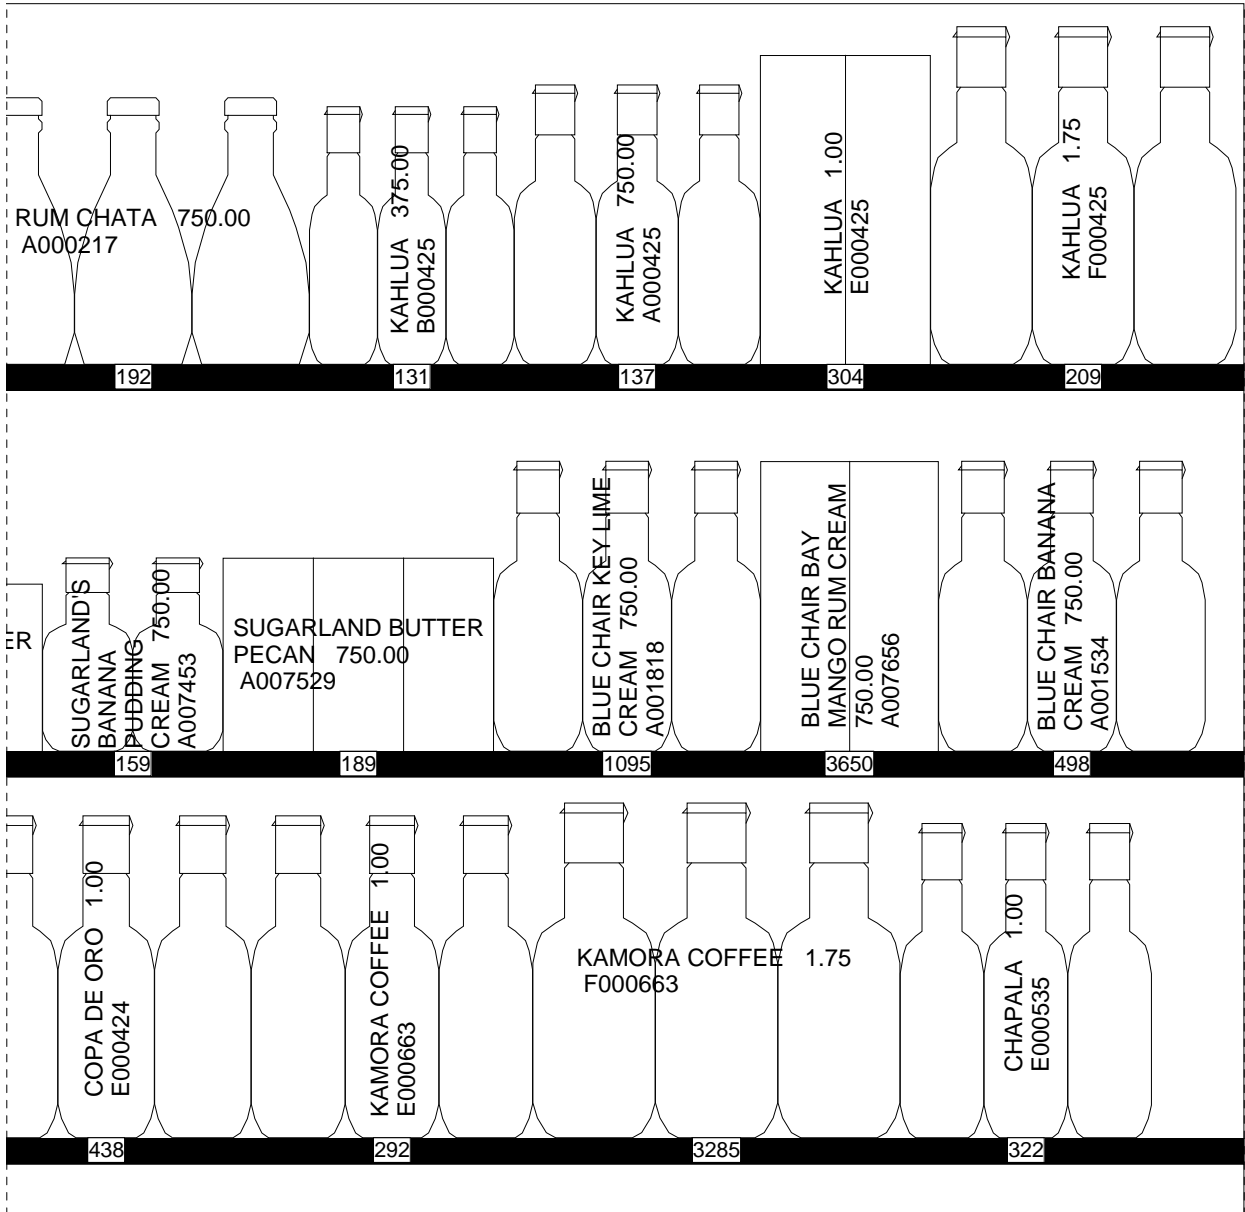 RUM CHATA 750.00
A000217
KAHLUA 375.00
B000425
KAHLUA 750.00
A000425
KAHLUA 1.00
E000425
KAHLUA 1.75
F000425
192
131
137
304
209
ER
SUGARLAND'S
BANANA
PUDDING
CREAM 750.00
A007453
SUGARLAND BUTTER
PECAN 750.00
A007529
BLUE CHAIR KEY LIME
CREAM 750.00
A001818
BLUE CHAIR BAY
MANGO RUM CREAM
750.00
A007656
BLUE CHAIR BANANA
CREAM 750.00
A001534
159
189
1095
3650
498
COPA DE ORO 1.00
E000424
KAMORA COFFEE 1.00
E000663
KAMORA COFFEE 1.75
F000663
CHAPALA 1.00
E000535
438
292
3285
322